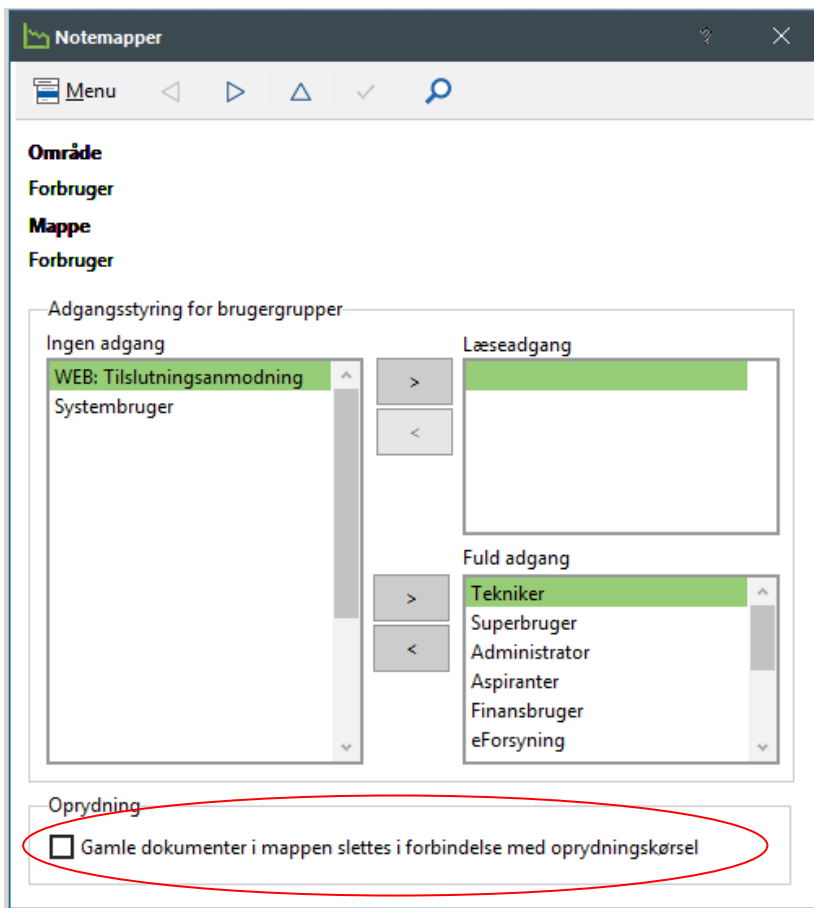 Notemapper
?
Menu
Område
Forbruger
Mappe
Forbruger
Adgangsstyring for brugergrupper
Ingen adgang
WEB: Tilslutningsanmodning
Systembruger
>
<
Læseadgang
>
<
Fuld adgang
Tekniker
Superbruger
Administrator
Aspiranter
Finansbruger
eForsyning
Oprydning
Gamle dokumenter i mappen slettes i forbindelse med oprydningskørsel